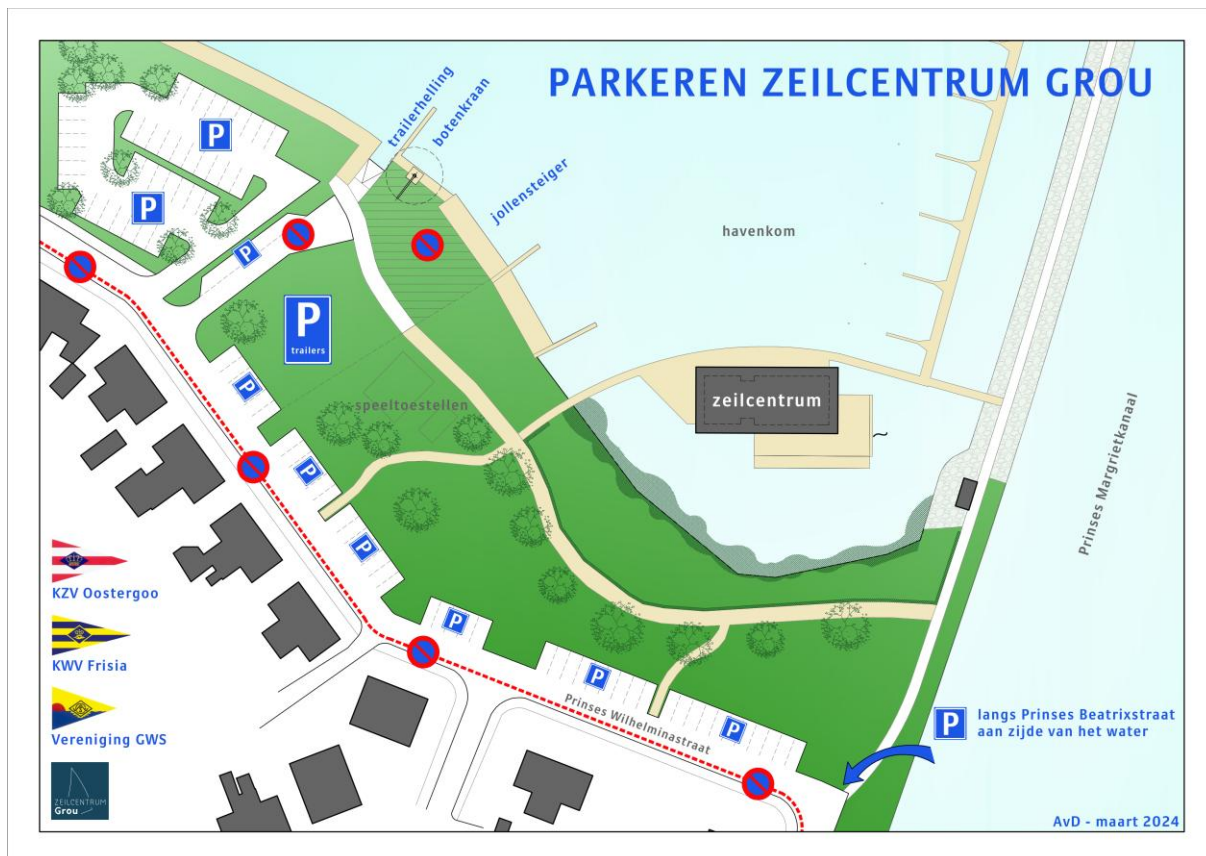 PARKEREN ZEILCENTRUM GROU
trailerhelling
botenkraan
jollensteiger
havenkom
P
P
P
P
trailers
P
speeltoestellen
zeilcentrum
Prinses Margrietkanaal
P
P
KZV Oostergoo
KWV Frisia
P
P
Prinses Wilhelminastraat
P
P
langs Prinses Beatrixstraat
aan zijde van het water
Vereniging GWS
ZEILCENTRUM
Grou
AvD - maart 2024